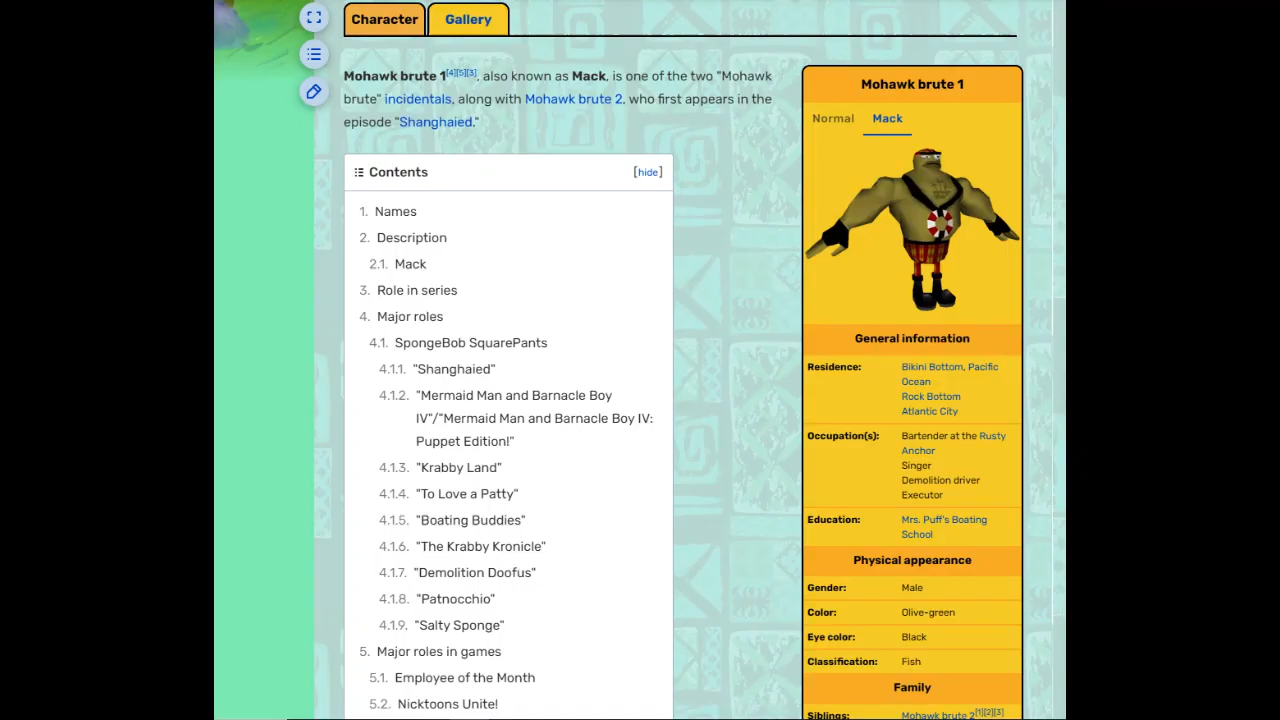 Character
Gallery
Mohawk brute 1[4][5][3], also known as Mack, is one of the two "Mohawk
brute" incidentals, along with Mohawk brute 2, who first appears in the
episode "Shanghaied."
Contents [hide]
1. Names
2. Description
2.1. Mack
3. Role in series
4. Major roles
4.1. SpongeBob SquarePants
4.1.1. "Shanghaied"
4.1.2. "Mermaid Man and Barnacle Boy
IV"/"Mermaid Man and Barnacle Boy IV:
Puppet Edition!"
4.1.3. "Krabby Land"
4.1.4. "To Love a Patty"
4.1.5. "Boating Buddies"
4.1.6. "The Krabby Kronicle"
4.1.7. "Demolition Doofus"
4.1.8. "Patnocchio"
4.1.9. "Salty Sponge"
5. Major roles in games
5.1. Employee of the Month
5.2. Nicktoons Unite!
Mohawk brute 1
Normal Mack
General information
Residence: Bikini Bottom, Pacific
Ocean
Rock Bottom
Atlantic City
Occupation(s): Bartender at the Rusty
Anchor
Singer
Demolition driver
Executor
Education: Mrs. Puff's Boating
School
Physical appearance
Gender: Male
Color: Olive-green
Eye color: Black
Classification: Fish
Family
Siblings: Mohawk brute 2[1][2][3]